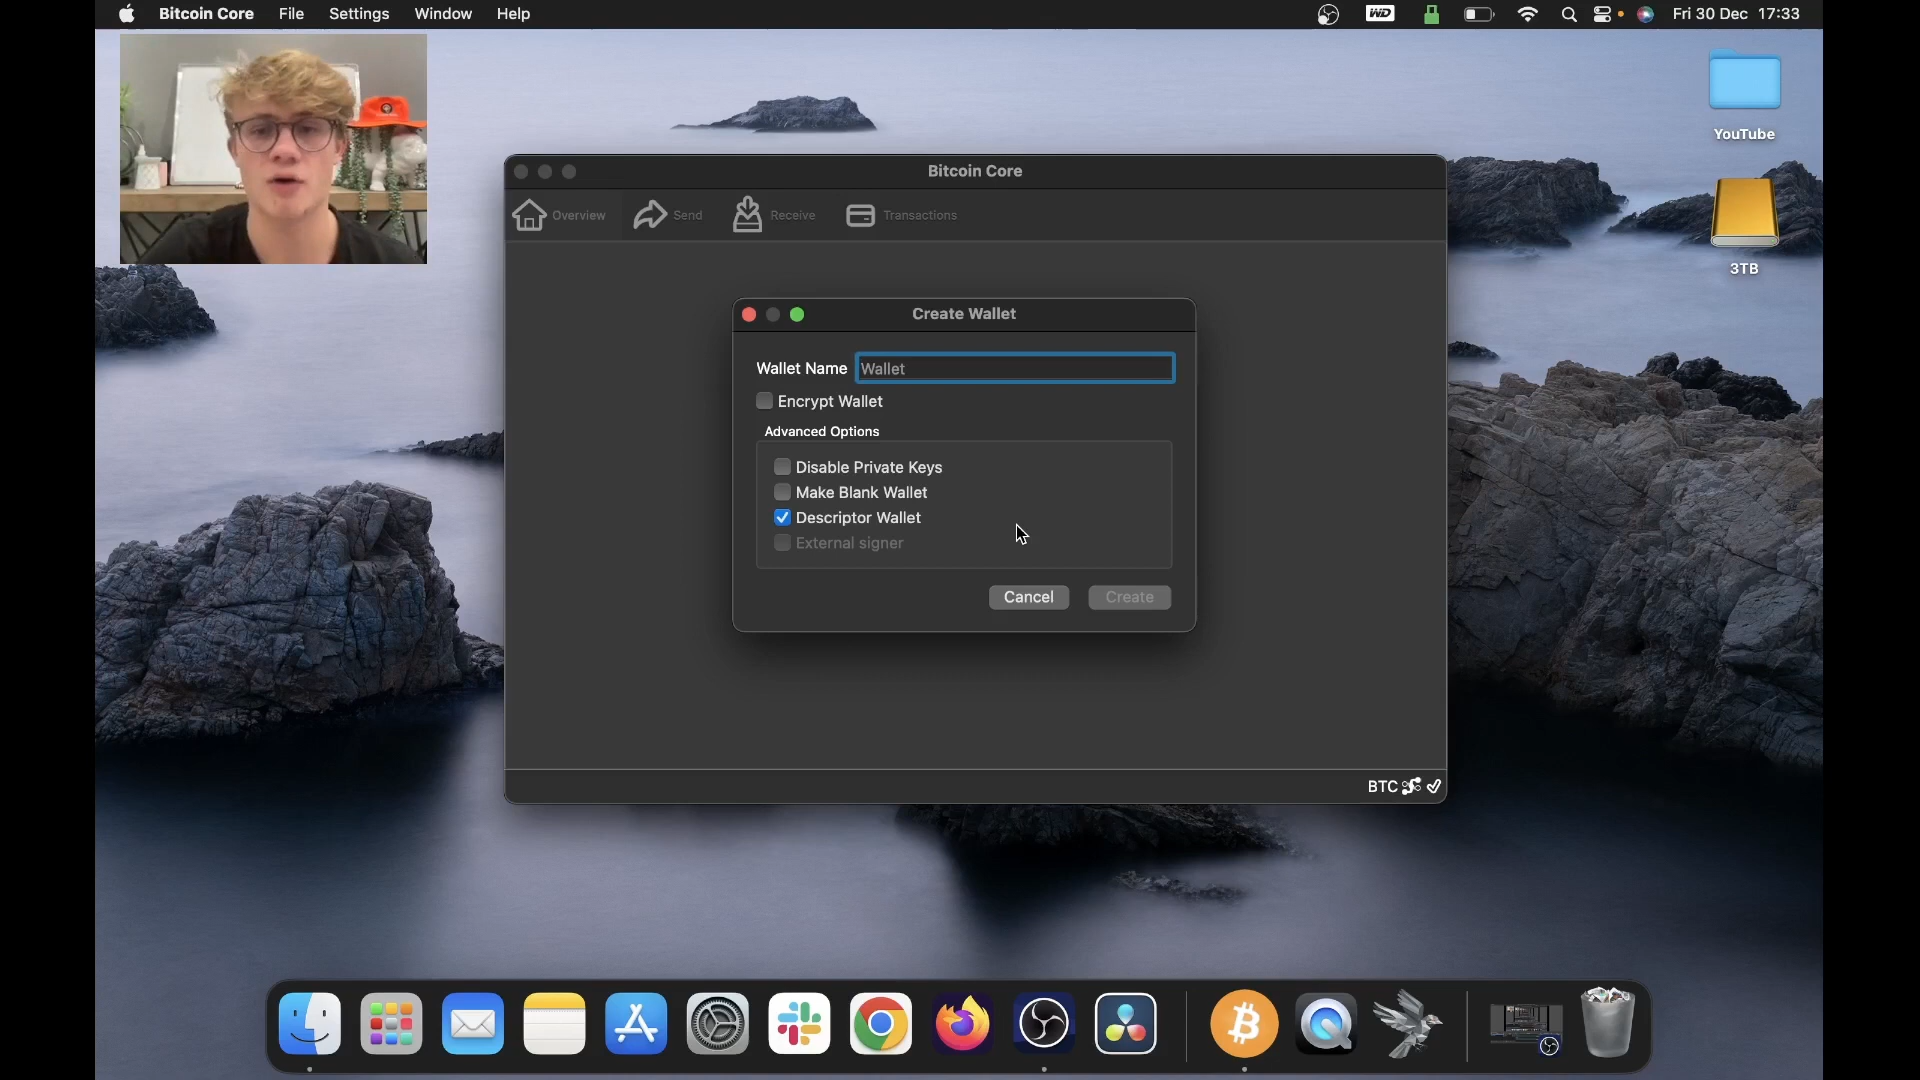 Bitcoin Core File Settings Window Help WD Fri 30 Dec 17:33
YouTube
3TB
Bitcoin Core
Overview Send Receive Transactions
Create Wallet
Wallet Name Wallet
Encrypt Wallet
Advanced Options
Disable Private Keys
Make Blank Wallet
Descriptor Wallet
External signer
Cancel Create
BTC